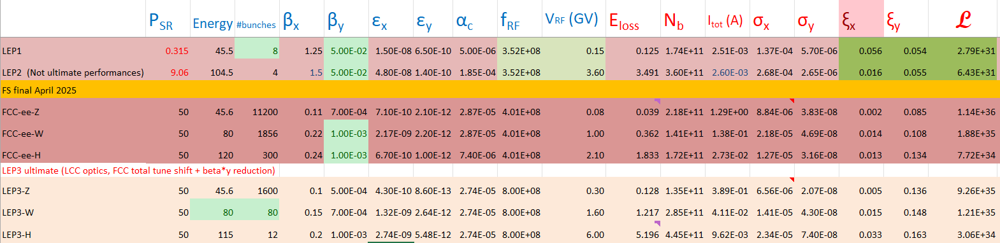 P_SR Energy #bunches β_x β_y ε_x ε_y α_c f_RF V_RF (GV) E_loss N_b I_tot (A) σ_x σ_y ξ_x ξ_y ℒ
LEP1 0.315 45.5 8 1.25 5.00E-02 1.50E-08 6.50E-10 5.00E-06 3.52E+08 0.15 0.125 1.74E+11 2.51E-03 1.37E-04 5.70E-06 0.056 0.054 2.79E+31
LEP2 (Not ultimate performances) 9.06 104.5 4 1.5 5.00E-02 4.80E-08 1.40E-10 1.85E-04 3.52E+08 3.60 3.491 3.60E+11 2.60E-03 2.68E-04 2.65E-06 0.016 0.055 6.43E+31
FS final April 2025
FCC-ee-Z 50 45.6 11200 0.11 7.00E-04 7.10E-10 2.10E-12 2.87E-05 4.01E+08 0.08 0.039 2.18E+11 1.29E+00 8.84E-06 3.83E-08 0.002 0.085 1.14E+36
FCC-ee-W 50 80 1856 0.22 1.00E-03 2.17E-09 2.20E-12 2.87E-05 4.01E+08 1.00 0.362 1.41E+11 1.38E-01 2.18E-05 4.69E-08 0.014 0.108 1.88E+35
FCC-ee-H 50 120 300 0.24 1.00E-03 6.70E-10 1.00E-12 7.40E-06 4.01E+08 2.10 1.833 1.72E+11 2.73E-02 1.27E-05 3.16E-08 0.013 0.134 7.72E+34
LEP3 ultimate (LCC optics, FCC total tune shift + beta*y reduction)
LEP3-Z 50 45.6 1600 0.1 5.00E-04 4.30E-10 8.60E-13 2.74E-05 8.00E+08 0.30 0.128 1.35E+11 3.89E-01 6.56E-06 2.07E-08 0.005 0.136 9.26E+35
LEP3-W 50 80 80 0.15 7.00E-04 1.32E-09 2.64E-12 2.74E-05 8.00E+08 1.60 1.217 2.85E+11 4.11E-02 1.41E-05 4.30E-08 0.015 0.148 1.21E+35
LEP3-H 50 115 12 0.2 1.00E-03 2.74E-09 5.48E-12 2.74E-05 8.00E+08 6.00 5.196 4.45E+11 9.62E-03 2.34E-05 7.40E-08 0.033 0.163 3.06E+34